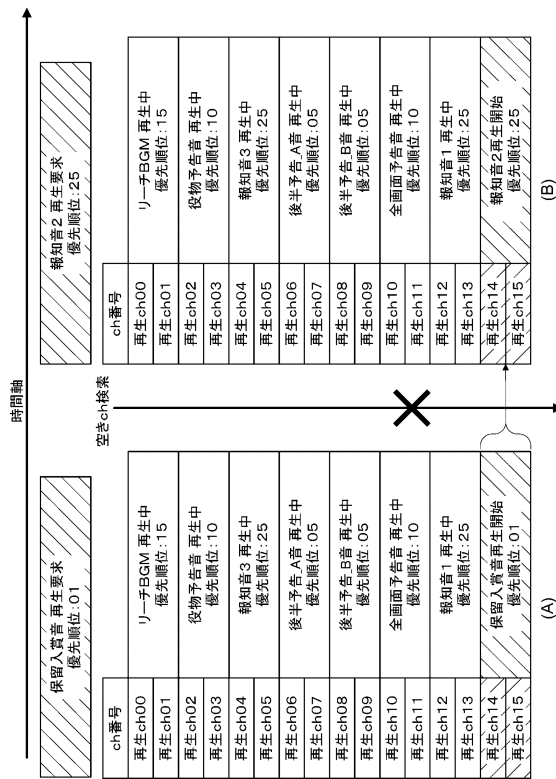 時間軸
保留入賞音 再生要求
優先順位:01
ch番号
再生ch00
再生ch01
リーチBGM 再生中
優先順位:15
再生ch02
再生ch03
役物予告音 再生中
優先順位:10
再生ch04
再生ch05
報知音3 再生中
優先順位:25
再生ch06
再生ch07
後半予告_A音 再生中
優先順位:05
再生ch08
再生ch09
後半予告_B音 再生中
優先順位:05
再生ch10
再生ch11
全画面予告音 再生中
優先順位:10
再生ch12
再生ch13
報知音1 再生中
優先順位:25
再生ch14
再生ch15
保留入賞音再生開始
優先順位:01
(A)
空きch検索
報知音2 再生要求
優先順位:25
ch番号
再生ch00
再生ch01
リーチBGM 再生中
優先順位:15
再生ch02
再生ch03
役物予告音 再生中
優先順位:10
再生ch04
再生ch05
報知音3 再生中
優先順位:25
再生ch06
再生ch07
後半予告_A音 再生中
優先順位:05
再生ch08
再生ch09
後半予告_B音 再生中
優先順位:05
再生ch10
再生ch11
全画面予告音 再生中
優先順位:10
再生ch12
再生ch13
報知音1 再生中
優先順位:25
再生ch14
再生ch15
報知音2再生開始
優先順位:25
(B)